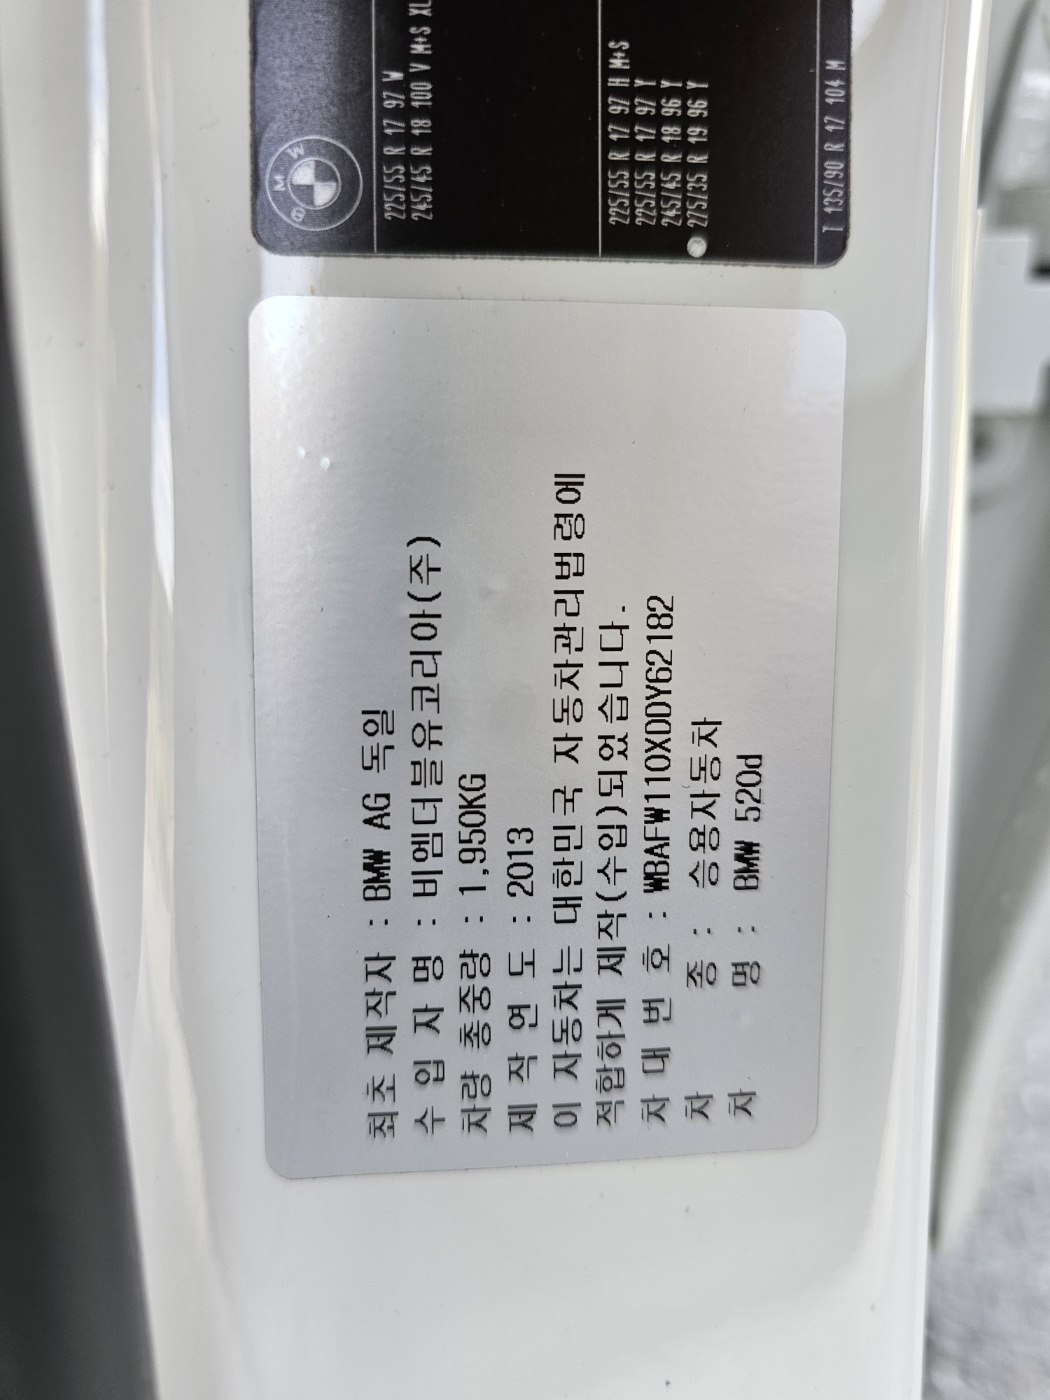 BMW
225/55 R 17 97 W
245/45 R 18 100 V M+S XL
225/55 R 17 97 H M+S
225/55 R 17 97 Y
245/45 R 18 96 Y
275/35 R 19 96 Y
T 135/90 R 17 104 M
최초 제작자 : BMW AG 독일
수 입 자 명 : 비엠더블유코리아(주)
차량 총중량 : 1,950KG
제 작 연 도 : 2013
이 자동차는 대한민국 자동차관리법령에
적합하게 제작(수입)되었습니다.
차 대 번 호 : WBAFW110XDDY62182
차 종 : 승용자동차
차 명 : BMW 520d